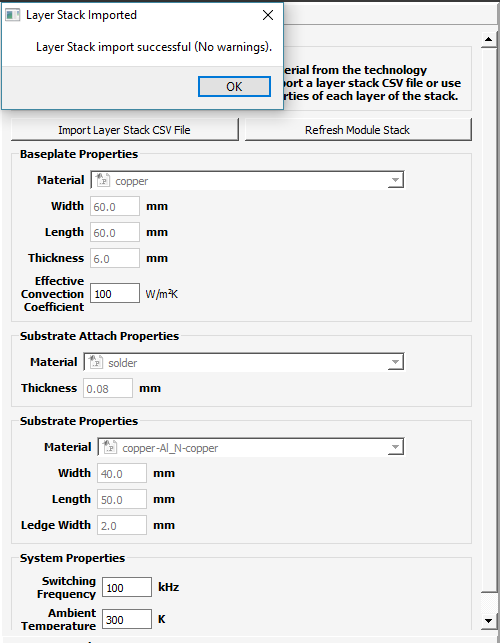 Layer Stack Imported
Layer Stack import successful (No warnings).
OK
erial from the technology
ort a layer stack CSV file or use
rties of each layer of the stack.
Import Layer Stack CSV File
Refresh Module Stack
Baseplate Properties
Material copper
Width 60.0 mm
Length 60.0 mm
Thickness 6.0 mm
Effective
Convection 100 W/m²K
Coefficient
Substrate Attach Properties
Material solder
Thickness 0.08 mm
Substrate Properties
Material copper-Al_N-copper
Width 40.0 mm
Length 50.0 mm
Ledge Width 2.0 mm
System Properties
Switching
Frequency 100 kHz
Ambient
Temperature 300 K